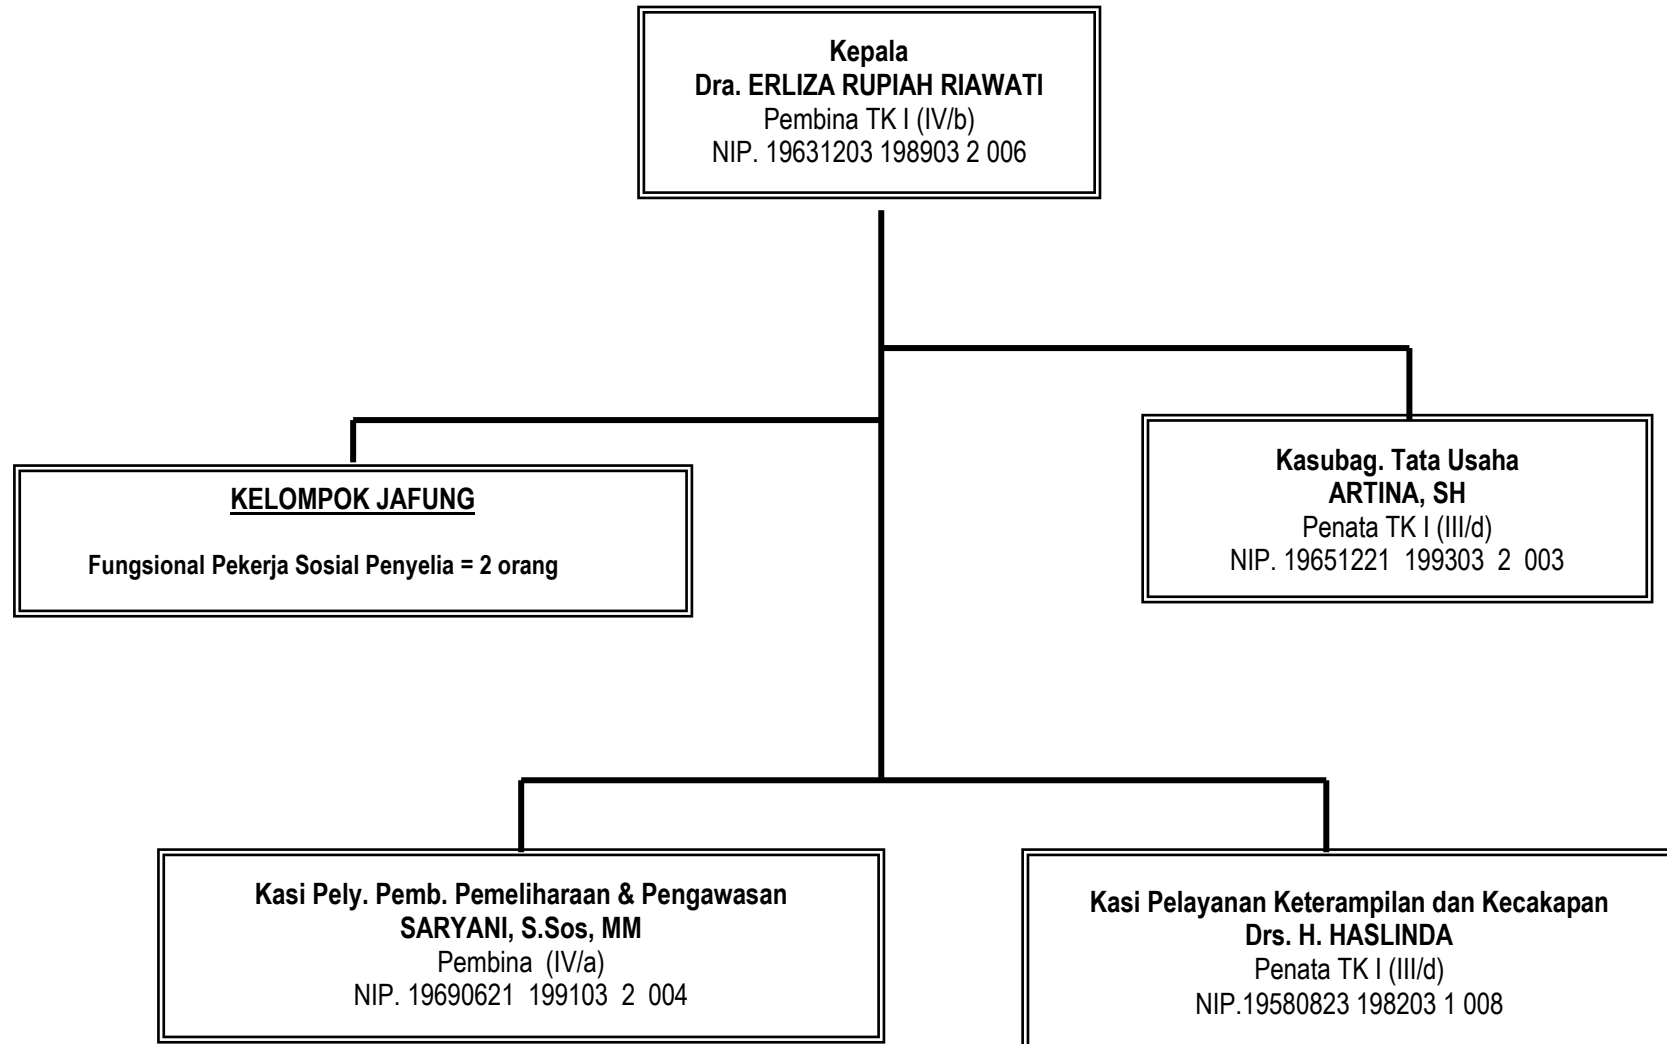 Kepala
Dra. ERLIZA RUPIAH RIAWATI
Pembina TK I (IV/b)
NIP. 19631203 198903 2 006
KELOMPOK JAFUNG
Fungsional Pekerja Sosial Penyelia = 2 orang
Kasubag. Tata Usaha
ARTINA, SH
Penata TK I (III/d)
NIP. 19651221 199303 2 003
Kasi Pely. Pemb. Pemeliharaan & Pengawasan
SARYANI, S.Sos, MM
Pembina (IV/a)
NIP. 19690621 199103 2 004
Kasi Pelayanan Keterampilan dan Kecakapan
Drs. H. HASLINDA
Penata TK I (III/d)
NIP.19580823 198203 1 008